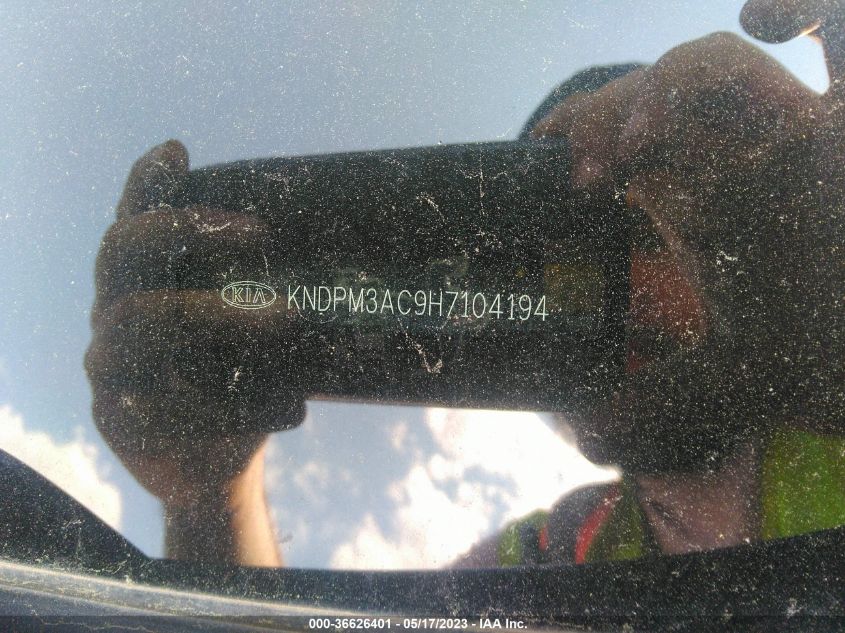 KIA KNDPM3AC9H7104194
000-36626401 - 05/17/2023 - IAA Inc.